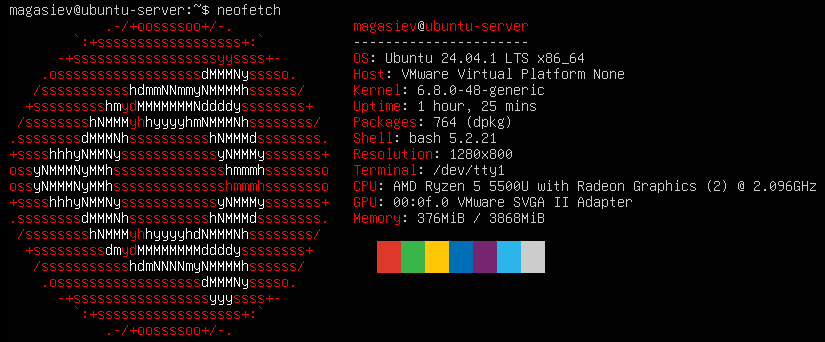 magasiev@ubuntu-server:~$ neofetch
.-/+oossssoo+/-.
`:+ssssssssssssssssss+:`
-+ssssssssssssssssssyyssss+-
.ossssssssssssssssssdMMMNysssso.
/ssssssssssshdmmNNmmyNMMMMhssssss/
+ssssssssshmydMMMMMMMNddddyssssssss+
/sssssssshNMMMyhhyyyyhmNMMMNhssssssss/
.ssssssssdMMMNhsssssssssshNMMMdssssssss.
+sssshhhyNMMNyssssssssssssyNMMMysssssss+
ossyNMMMNyMMhsssssssssssssshmmmhssssssso
ossyNMMMNyMMhsssssssssssssshmmmhssssssso
+sssshhhyNMMNyssssssssssssyNMMMysssssss+
.ssssssssdMMMNhsssssssssshNMMMdssssssss.
/sssssssshNMMMyhhyyyyhdNMMMNhssssssss/
+sssssssssdmydMMMMMMMMddddyssssssss+
/ssssssssssshdmNNNNmyNMMMMhssssss/
.ossssssssssssssssssdMMMNysssso.
-+sssssssssssssssssyyyssss+-
`:+ssssssssssssssssss+:`
.-/+oossssoo+/-.
magasiev@ubuntu-server
----------------------
OS: Ubuntu 24.04.1 LTS x86_64
Host: VMware Virtual Platform None
Kernel: 6.8.0-48-generic
Uptime: 1 hour, 25 mins
Packages: 764 (dpkg)
Shell: bash 5.2.21
Resolution: 1280x800
Terminal: /dev/tty1
CPU: AMD Ryzen 5 5500U with Radeon Graphics (2) @ 2.096GHz
GPU: 00:0f.0 VMware SVGA II Adapter
Memory: 376MiB / 3868MiB